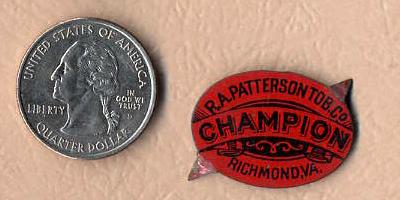 UNITED STATES OF AMERICA
LIBERTY
IN
GOD WE
TRUST
D
QUARTER DOLLAR
R.A. PATTERSON TOB. Co.
CHAMPION
RICHMOND, VA.